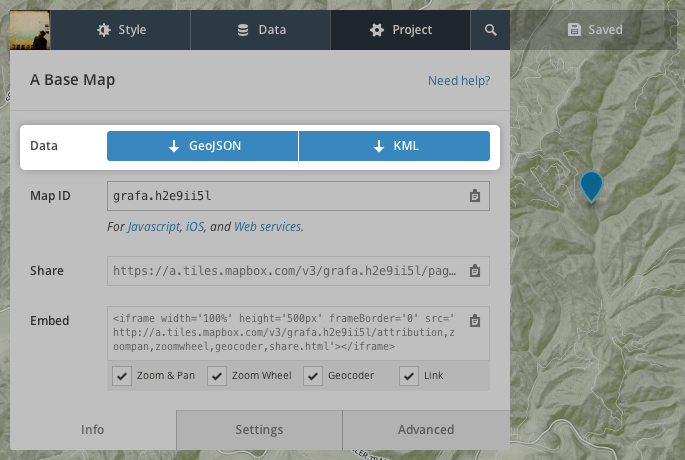 Style
Data
Project
Saved
A Base Map
Need help?
Data
GeoJSON
KML
Map ID
grafa.h2e9ii5l
For Javascript, iOS, and Web services.
Share
https://a.tiles.mapbox.com/v3/grafa.h2e9ii5l/pag…
Embed
<iframe width='100%' height='500px' frameBorder='0' src='
http://a.tiles.mapbox.com/v3/grafa.h2e9ii5l/attribution,z
oompan,zoomwheel,geocoder,share.html'></iframe>
Zoom & Pan
Zoom Wheel
Geocoder
Link
Info
Settings
Advanced